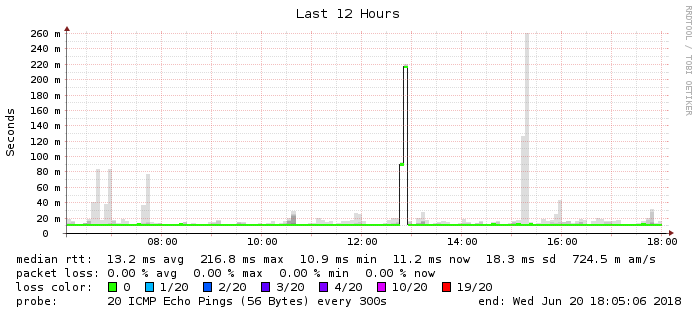 Last 12 Hours
RRDTOOL / TOBI OETIKER
Seconds
260 m
240 m
220 m
200 m
180 m
160 m
140 m
120 m
100 m
80 m
60 m
40 m
20 m
0
08:00 10:00 12:00 14:00 16:00 18:00
median rtt: 13.2 ms avg 216.8 ms max 10.9 ms min 11.2 ms now 18.3 ms sd 724.5 m am/s
packet loss: 0.00 % avg 0.00 % max 0.00 % min 0.00 % now
loss color: 0 1/20 2/20 3/20 4/20 10/20 19/20
probe: 20 ICMP Echo Pings (56 Bytes) every 300s end: Wed Jun 20 18:05:06 2018